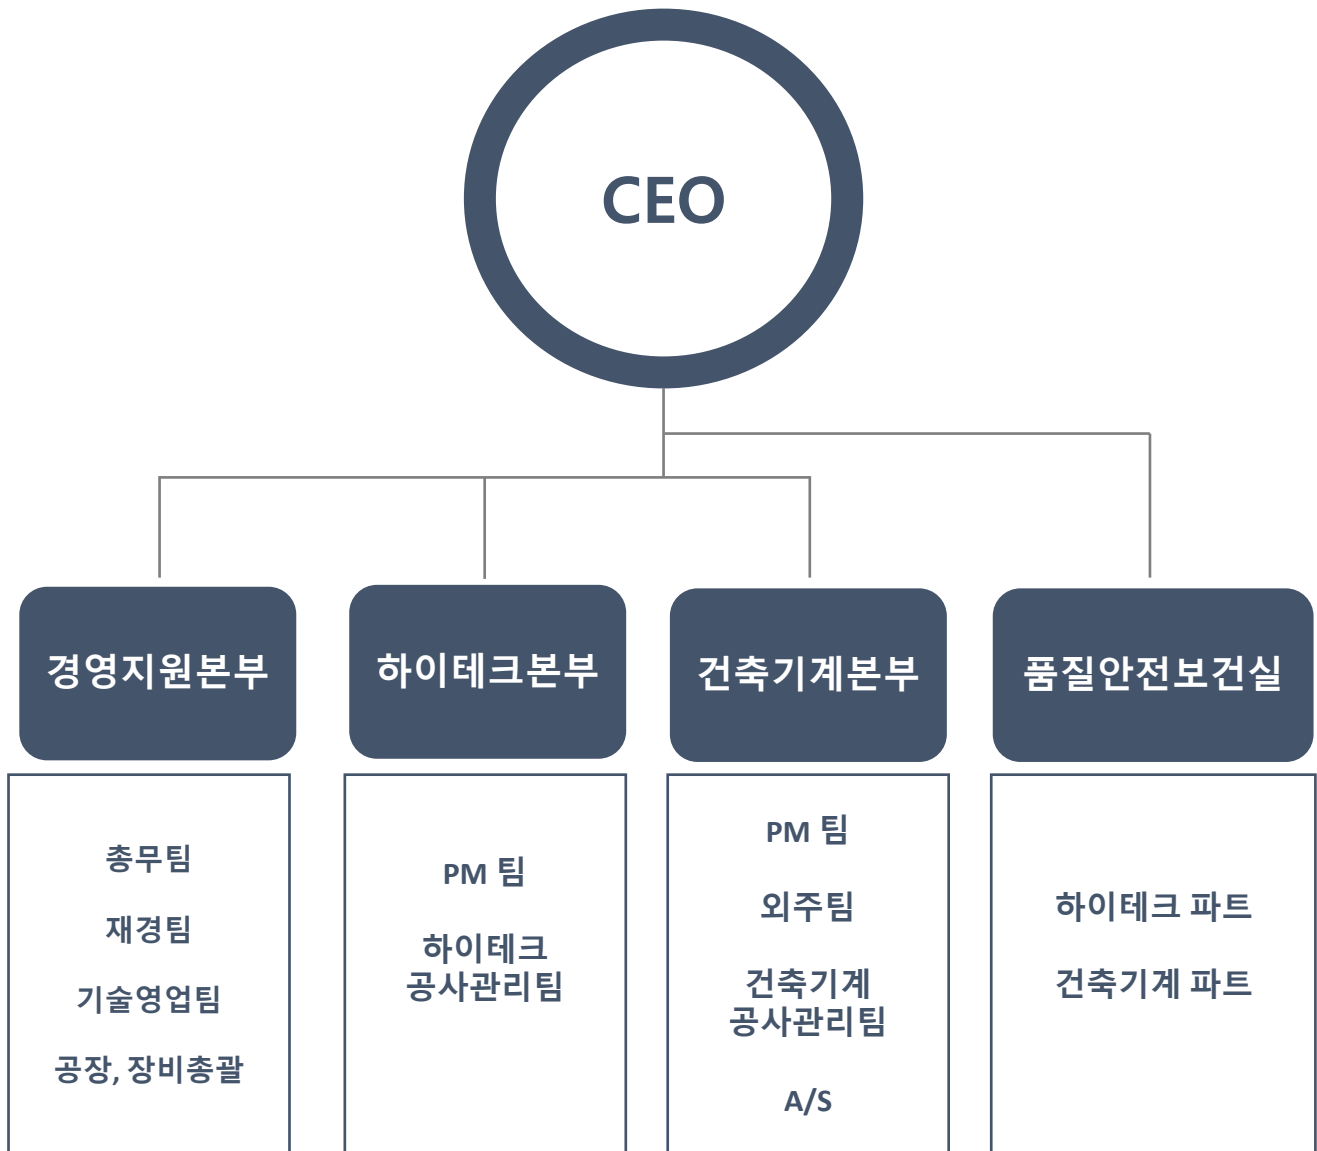 CEO
경영지원본부
하이테크본부
건축기계본부
품질안전보건실
총무팀
재경팀
기술영업팀
공장, 장비총괄
PM 팀
하이테크
공사관리팀
PM 팀
외주팀
건축기계
공사관리팀
A/S
하이테크 파트
건축기계 파트